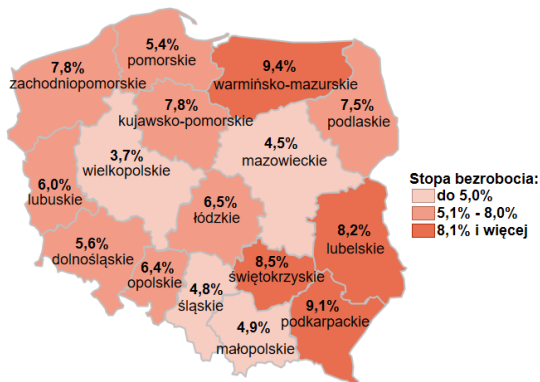 5,4%
pomorskie
7,8%
zachodniopomorskie
9,4%
warmińsko-mazurskie
7,8%
kujawsko-pomorskie
7,5%
podlaskie
3,7%
wielkopolskie
4,5%
mazowieckie
6,0%
lubuskie
6,5%
łódzkie
Stopa bezrobocia:
do 5,0%
5,1% - 8,0%
8,1% i więcej
8,2%
lubelskie
5,6%
dolnośląskie
6,4%
opolskie
8,5%
świętokrzyskie
4,8%
śląskie
9,1%
podkarpackie
4,9%
małopolskie